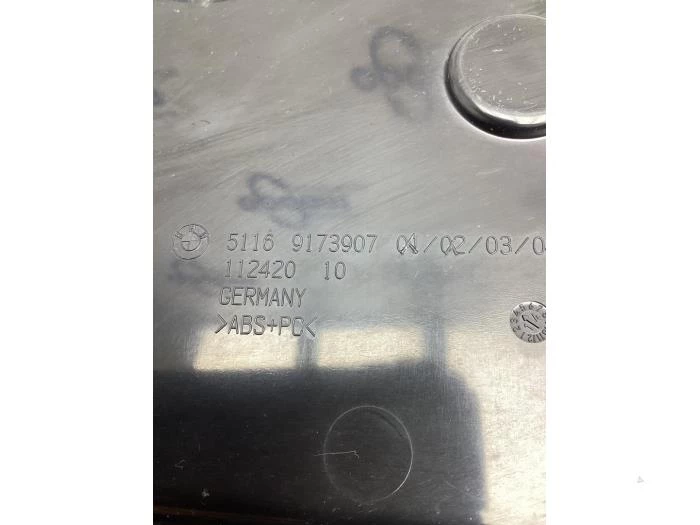 5116 9173907 01/02/03/0
112420 10
GERMANY
>ABS+PC<